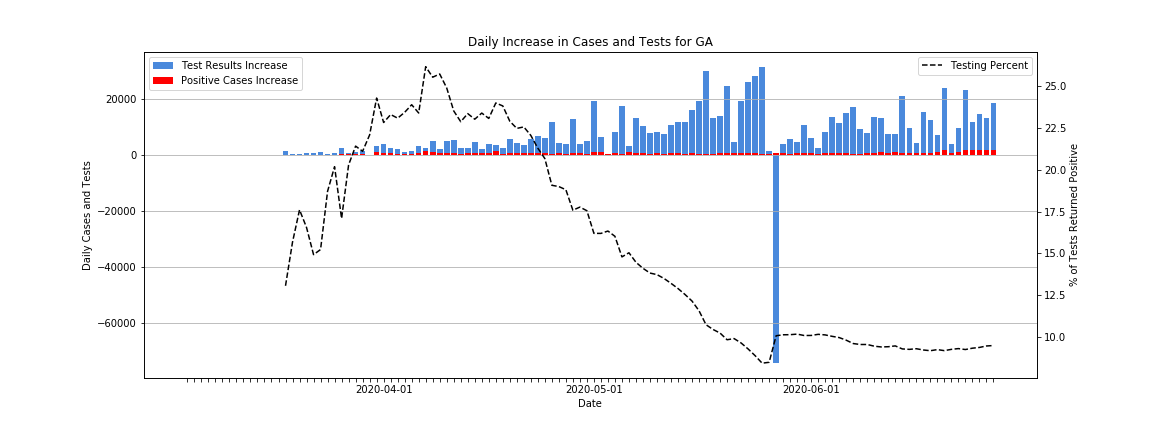 Daily Increase in Cases and Tests for GA
Test Results Increase
Positive Cases Increase
Testing Percent
20000
0
−20000
−40000
−60000
Daily Cases and Tests
25.0
22.5
20.0
17.5
15.0
12.5
10.0
% of Tests Returned Positive
2020-04-01
2020-05-01
2020-06-01
Date